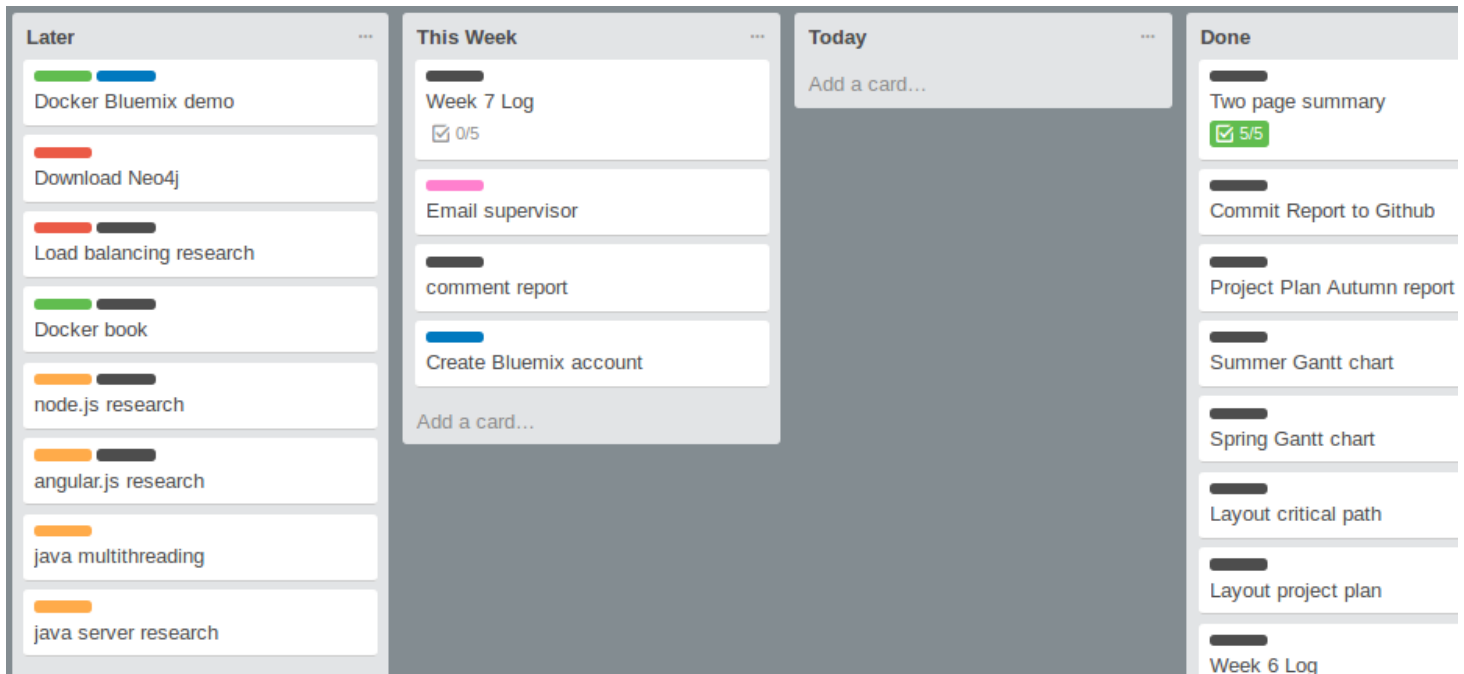 Later
Docker Bluemix demo
Download Neo4j
Load balancing research
Docker book
node.js research
angular.js research
java multithreading
java server research
This Week
Week 7 Log
0/5
Email supervisor
comment report
Create Bluemix account
Add a card…
Today
Add a card…
Done
Two page summary
5/5
Commit Report to Github
Project Plan Autumn report
Summer Gantt chart
Spring Gantt chart
Layout critical path
Layout project plan
Week 6 Log